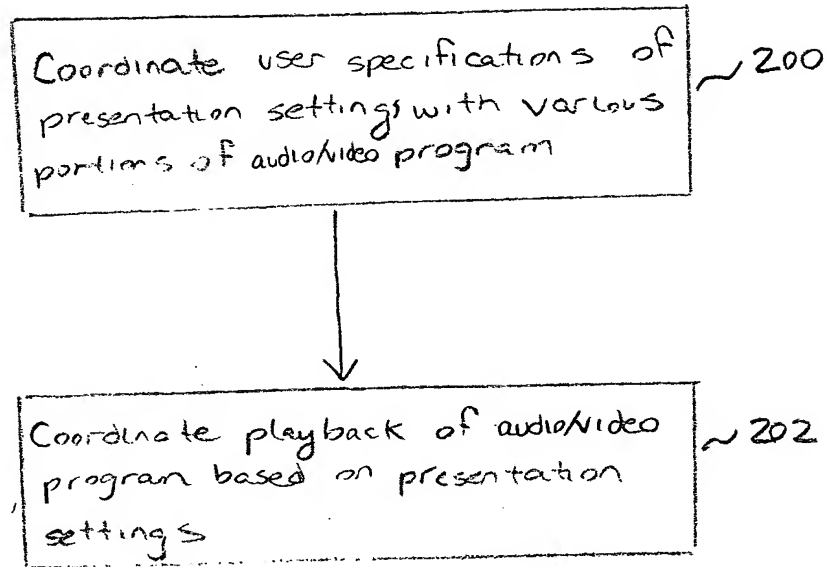 Coordinate user specifications of
presentation settings with various
portions of audio/video program
200
Coordinate playback of audio/video
program based on presentation
settings
202